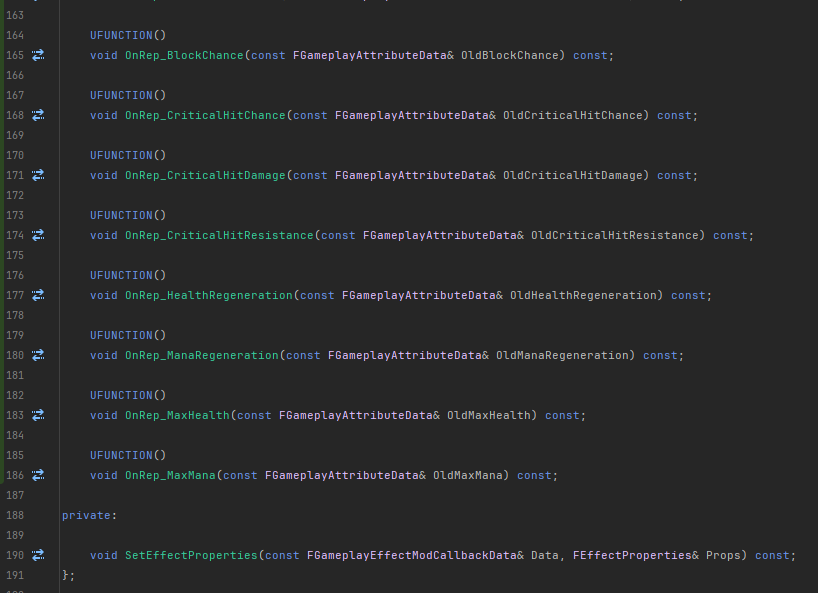 163
164 UFUNCTION()
165 void OnRep_BlockChance(const FGameplayAttributeData& OldBlockChance) const;
166
167 UFUNCTION()
168 void OnRep_CriticalHitChance(const FGameplayAttributeData& OldCriticalHitChance) const;
169
170 UFUNCTION()
171 void OnRep_CriticalHitDamage(const FGameplayAttributeData& OldCriticalHitDamage) const;
172
173 UFUNCTION()
174 void OnRep_CriticalHitResistance(const FGameplayAttributeData& OldCriticalHitResistance) const;
175
176 UFUNCTION()
177 void OnRep_HealthRegeneration(const FGameplayAttributeData& OldHealthRegeneration) const;
178
179 UFUNCTION()
180 void OnRep_ManaRegeneration(const FGameplayAttributeData& OldManaRegeneration) const;
181
182 UFUNCTION()
183 void OnRep_MaxHealth(const FGameplayAttributeData& OldMaxHealth) const;
184
185 UFUNCTION()
186 void OnRep_MaxMana(const FGameplayAttributeData& OldMaxMana) const;
187
188 private:
189
190 void SetEffectProperties(const FGameplayEffectModCallbackData& Data, FEffectProperties& Props) const;
191 };